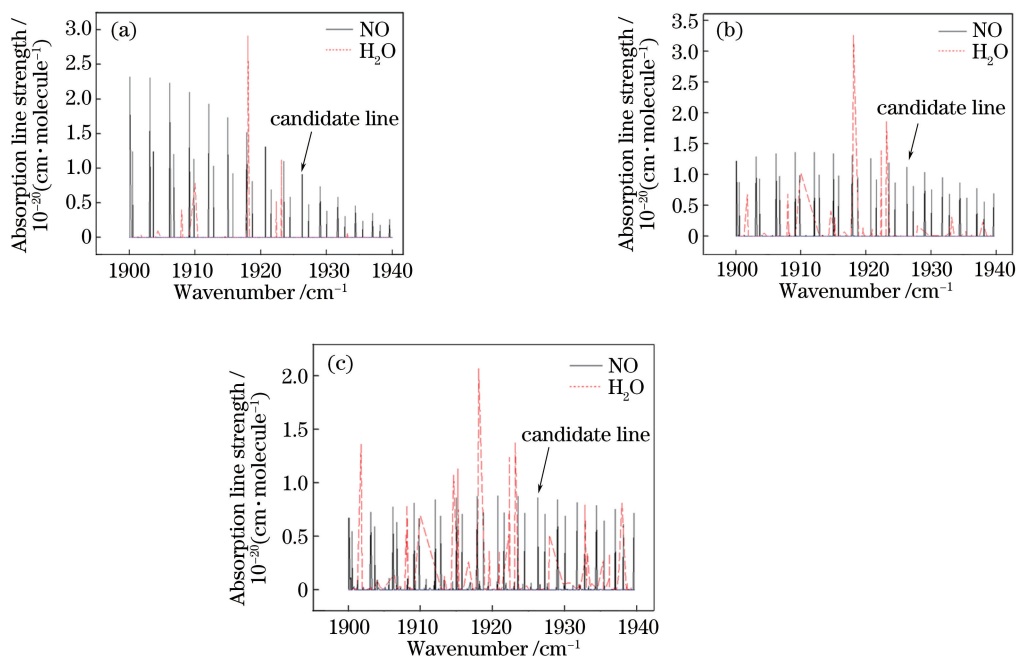 (a)
NO
H₂O
candidate line
3.0
2.5
2.0
1.5
1.0
0.5
0
1900
1910
1920
1930
1940
Wavenumber /cm⁻¹
Absorption line strength /
10⁻²⁰(cm·molecule⁻¹)
(b)
NO
H₂O
candidate line
3.5
3.0
2.5
2.0
1.5
1.0
0.5
0
1900
1910
1920
1930
1940
Wavenumber /cm⁻¹
Absorption line strength /
10⁻²⁰(cm·molecule⁻¹)
(c)
NO
H₂O
candidate line
2.0
1.5
1.0
0.5
0
1900
1910
1920
1930
1940
Wavenumber /cm⁻¹
Absorption line strength /
10⁻²⁰(cm·molecule⁻¹)